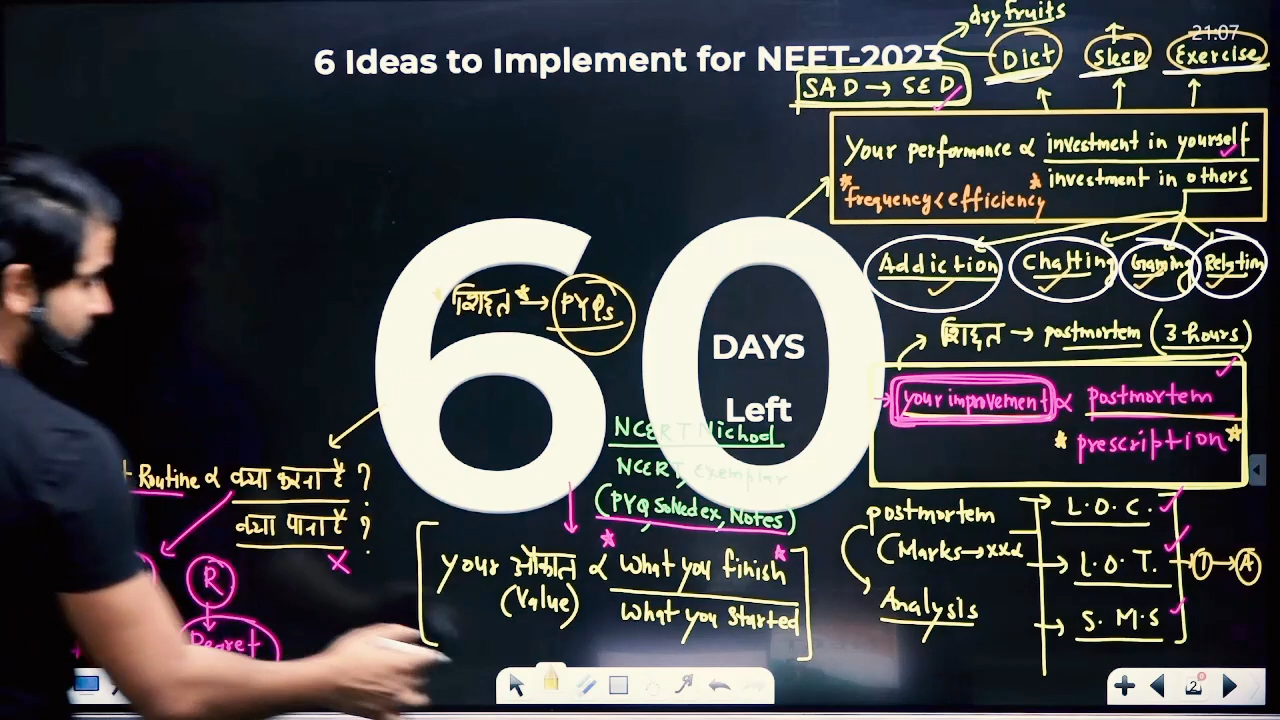 dry fruits
21:07
6 Ideas to Implement for NEET-2023
Diet
Sleep
Exercise
SAD → SED
Your performance ∝ investment in yourself
investment in others
*frequency ∝ efficiency
Addiction
Chatting
Gaming
Relation
60
DAYS
Left
* शिद्दत * → PYQs
शिद्दत → postmortem (3 hours)
your improvement ∝ postmortem
* prescription *
NCERT Nichod
NCERT, exemplar
(PYQ, solved ex, Notes)
Routine ∝ क्या करना है ?
क्या पाना है ?
R
Regret
your औकात ∝ what you finish
(value) what you started
postmortem
(Marks → xxx
Analysis
L.O.C.
L.O.T.
S.M.S
T → A
2